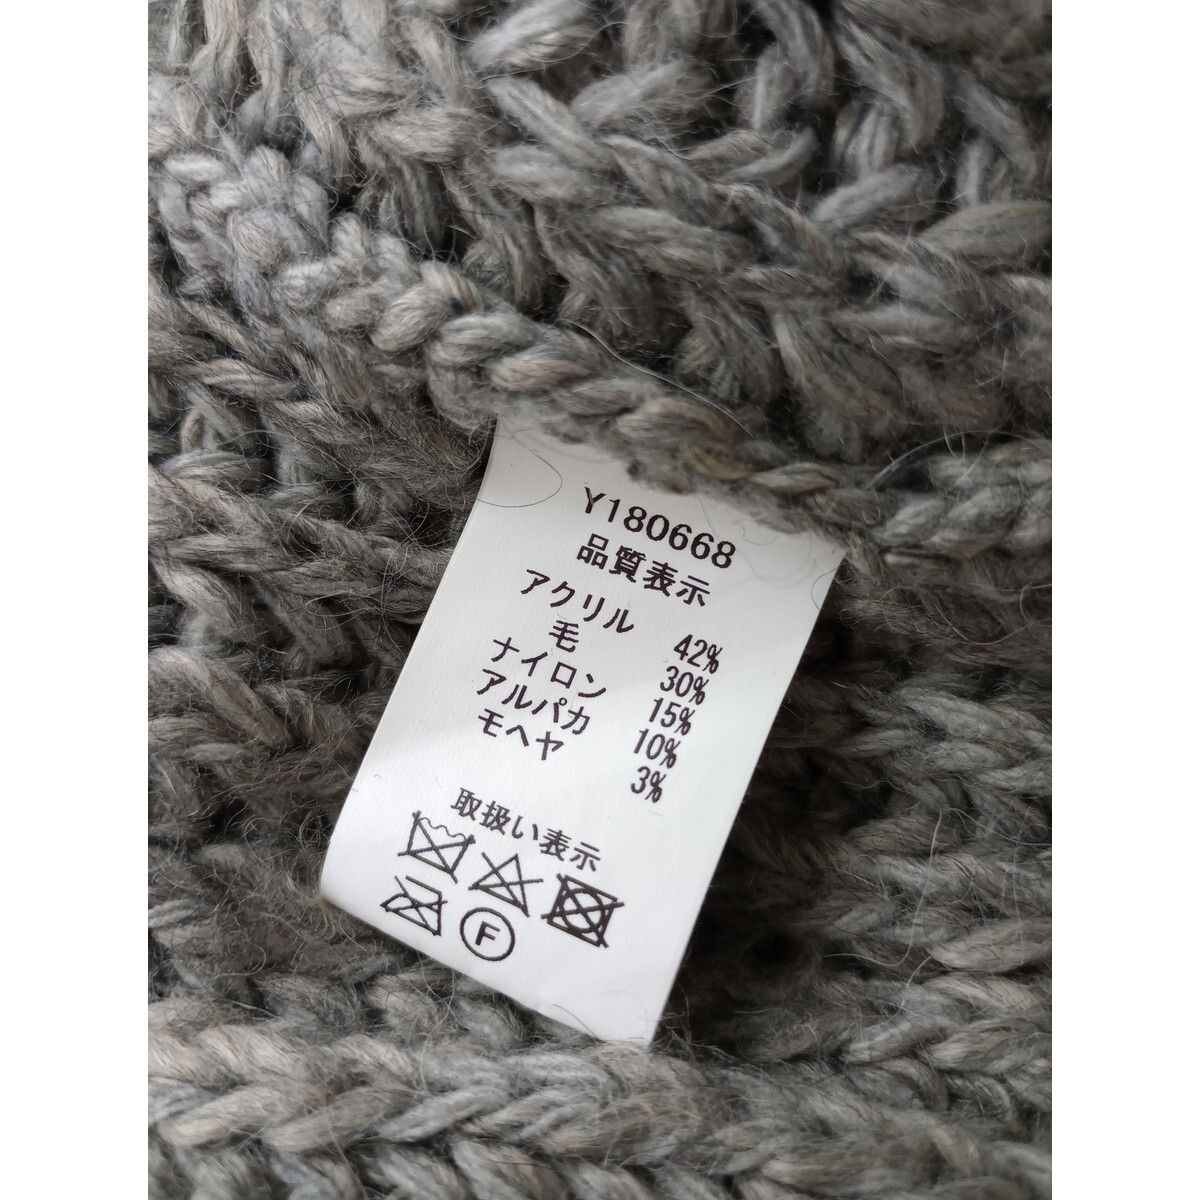 Y180668
品質表示
アクリル 42%
毛 30%
ナイロン 15%
アルパカ 10%
モヘヤ 3%
取扱い表示
F